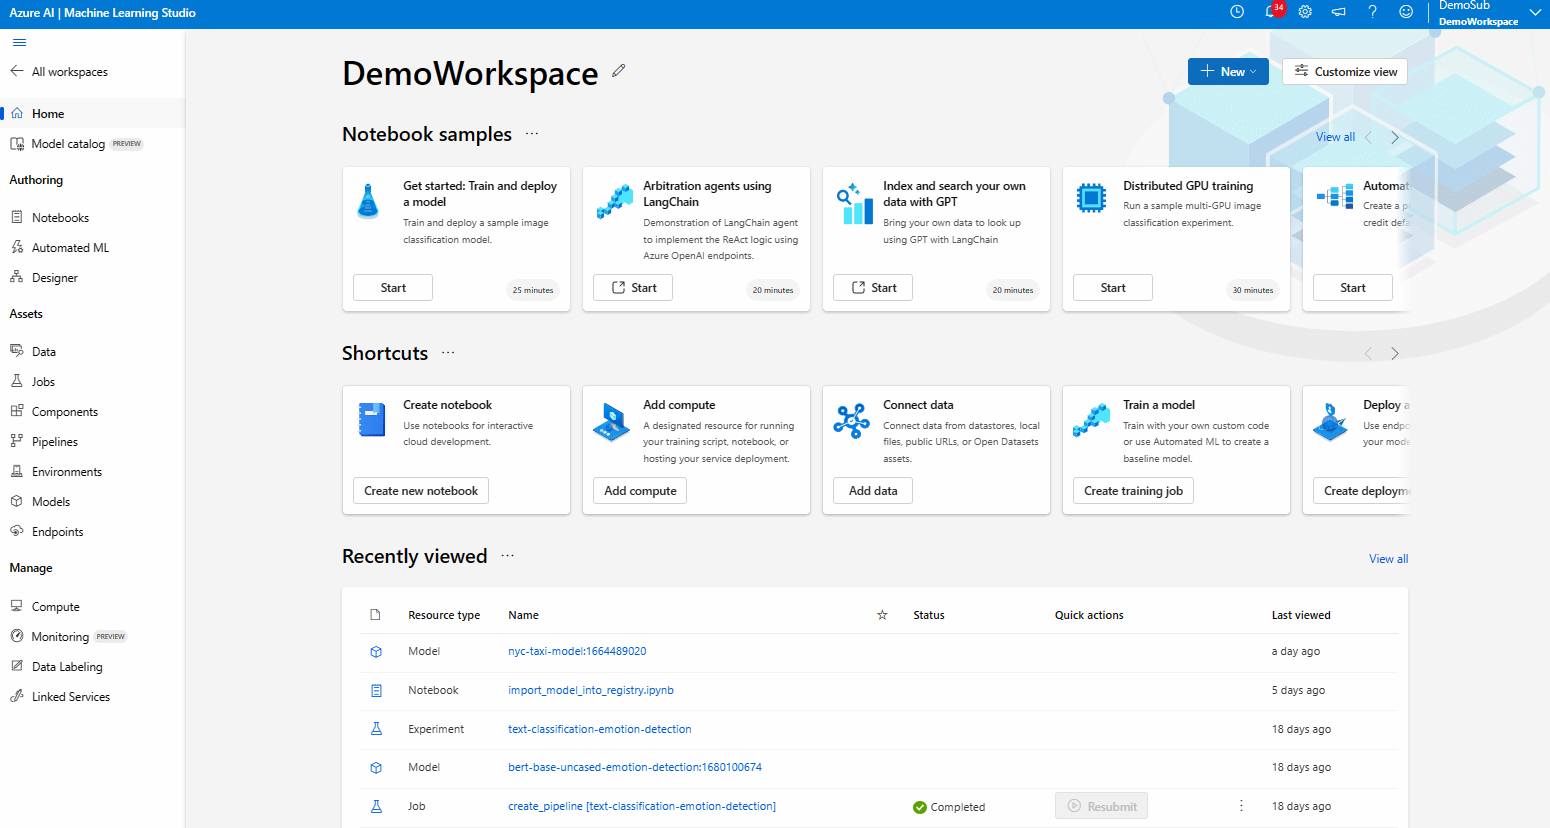 Azure AI | Machine Learning Studio
34
DemoSub
DemoWorkspace
All workspaces
Home
Model catalog PREVIEW
Authoring
Notebooks
Automated ML
Designer
Assets
Data
Jobs
Components
Pipelines
Environments
Models
Endpoints
Manage
Compute
Monitoring PREVIEW
Data Labeling
Linked Services
DemoWorkspace
New
Customize view
Notebook samples ...
View all
Get started: Train and deploy
a model
Train and deploy a sample image
classification model.
Start
25 minutes
Arbitration agents using
LangChain
Demonstration of LangChain agent
to implement the ReAct logic using
Azure OpenAI endpoints.
Start
20 minutes
Index and search your own
data with GPT
Bring your own data to look up
using GPT with LangChain
Start
20 minutes
Distributed GPU training
Run a sample multi-GPU image
classification experiment.
Start
30 minutes
Automat
Create a p
credit defa
Start
Shortcuts ...
Create notebook
Use notebooks for interactive
cloud development.
Create new notebook
Add compute
A designated resource for running
your training script, notebook, or
hosting your service deployment.
Add compute
Connect data
Connect data from datastores, local
files, public URLs, or Open Datasets
assets.
Add data
Train a model
Train with your own custom code
or use Automated ML to create a
baseline model.
Create training job
Deploy a
Use endpo
your mode
Create deploym
Recently viewed ...
View all
Resource type Name Status Quick actions Last viewed
Model nyc-taxi-model:1664489020 a day ago
Notebook import_model_into_registry.ipynb 5 days ago
Experiment text-classification-emotion-detection 18 days ago
Model bert-base-uncased-emotion-detection:1680100674 18 days ago
Job create_pipeline [text-classification-emotion-detection] Completed Resubmit 18 days ago